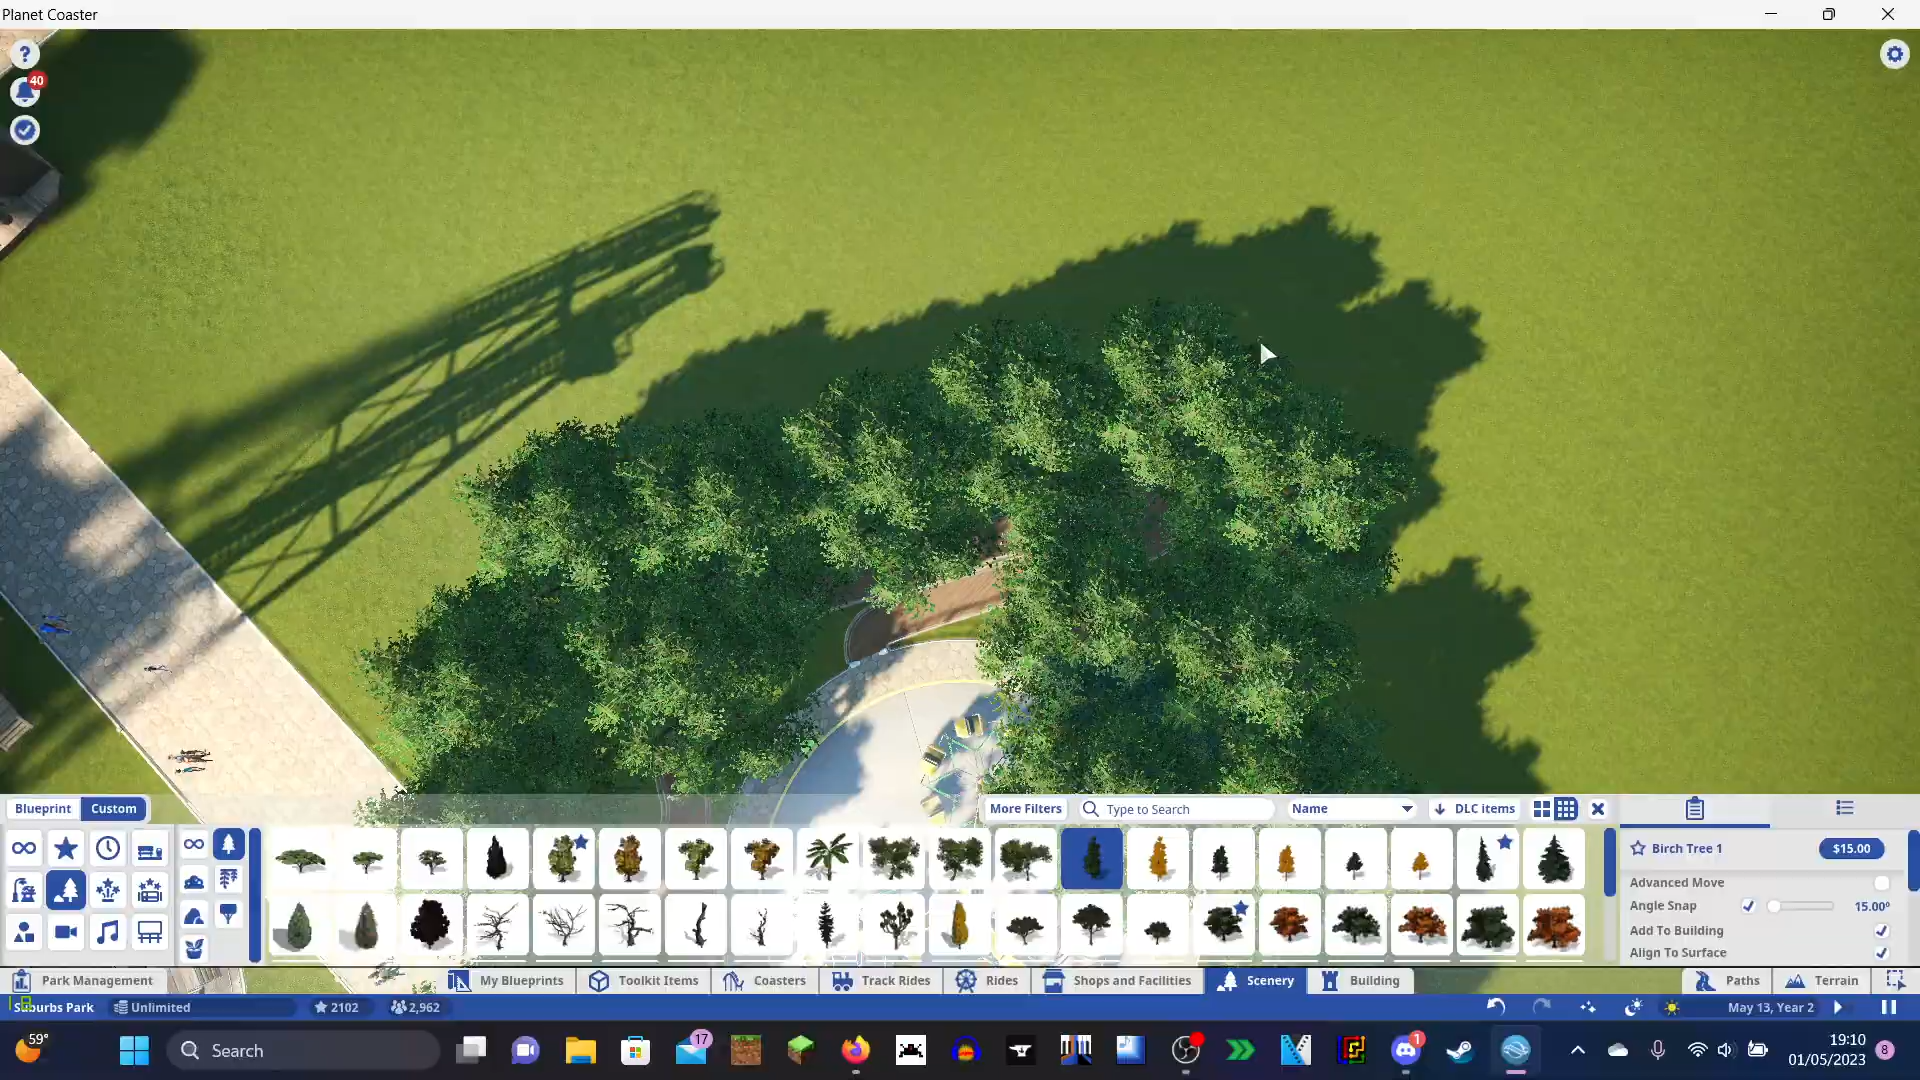 Planet Coaster
?
40
Blueprint
Custom
More Filters
Type to Search
Name
DLC items
Birch Tree 1
$15.00
Advanced Move
Angle Snap
15.00°
Add To Building
Align To Surface
Park Management
My Blueprints
Toolkit Items
Coasters
Track Rides
Rides
Shops and Facilities
Scenery
Building
Paths
Terrain
Suburbs Park
Unlimited
2102
2,962
May 13, Year 2
59°
Search
17
1
19:10
01/05/2023
8